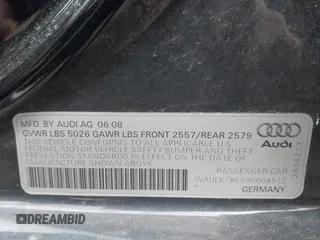 MFD. BY AUDI AG 06 08
GVWR LBS 5026 GAWR LBS FRONT 2557/REAR 2579
THIS VEHICLE CONFORMS TO ALL APPLICABLE U.S.
FEDERAL MOTOR VEHICLE SAFETY BUMPER AND THEFT
PREVENTION STANDARDS IN EFFECT ON THE DATE
OF MANUFACTURE SHOWN ABOVE.
Audi
PASSENGER CAR
GERMANY
DREAMBID